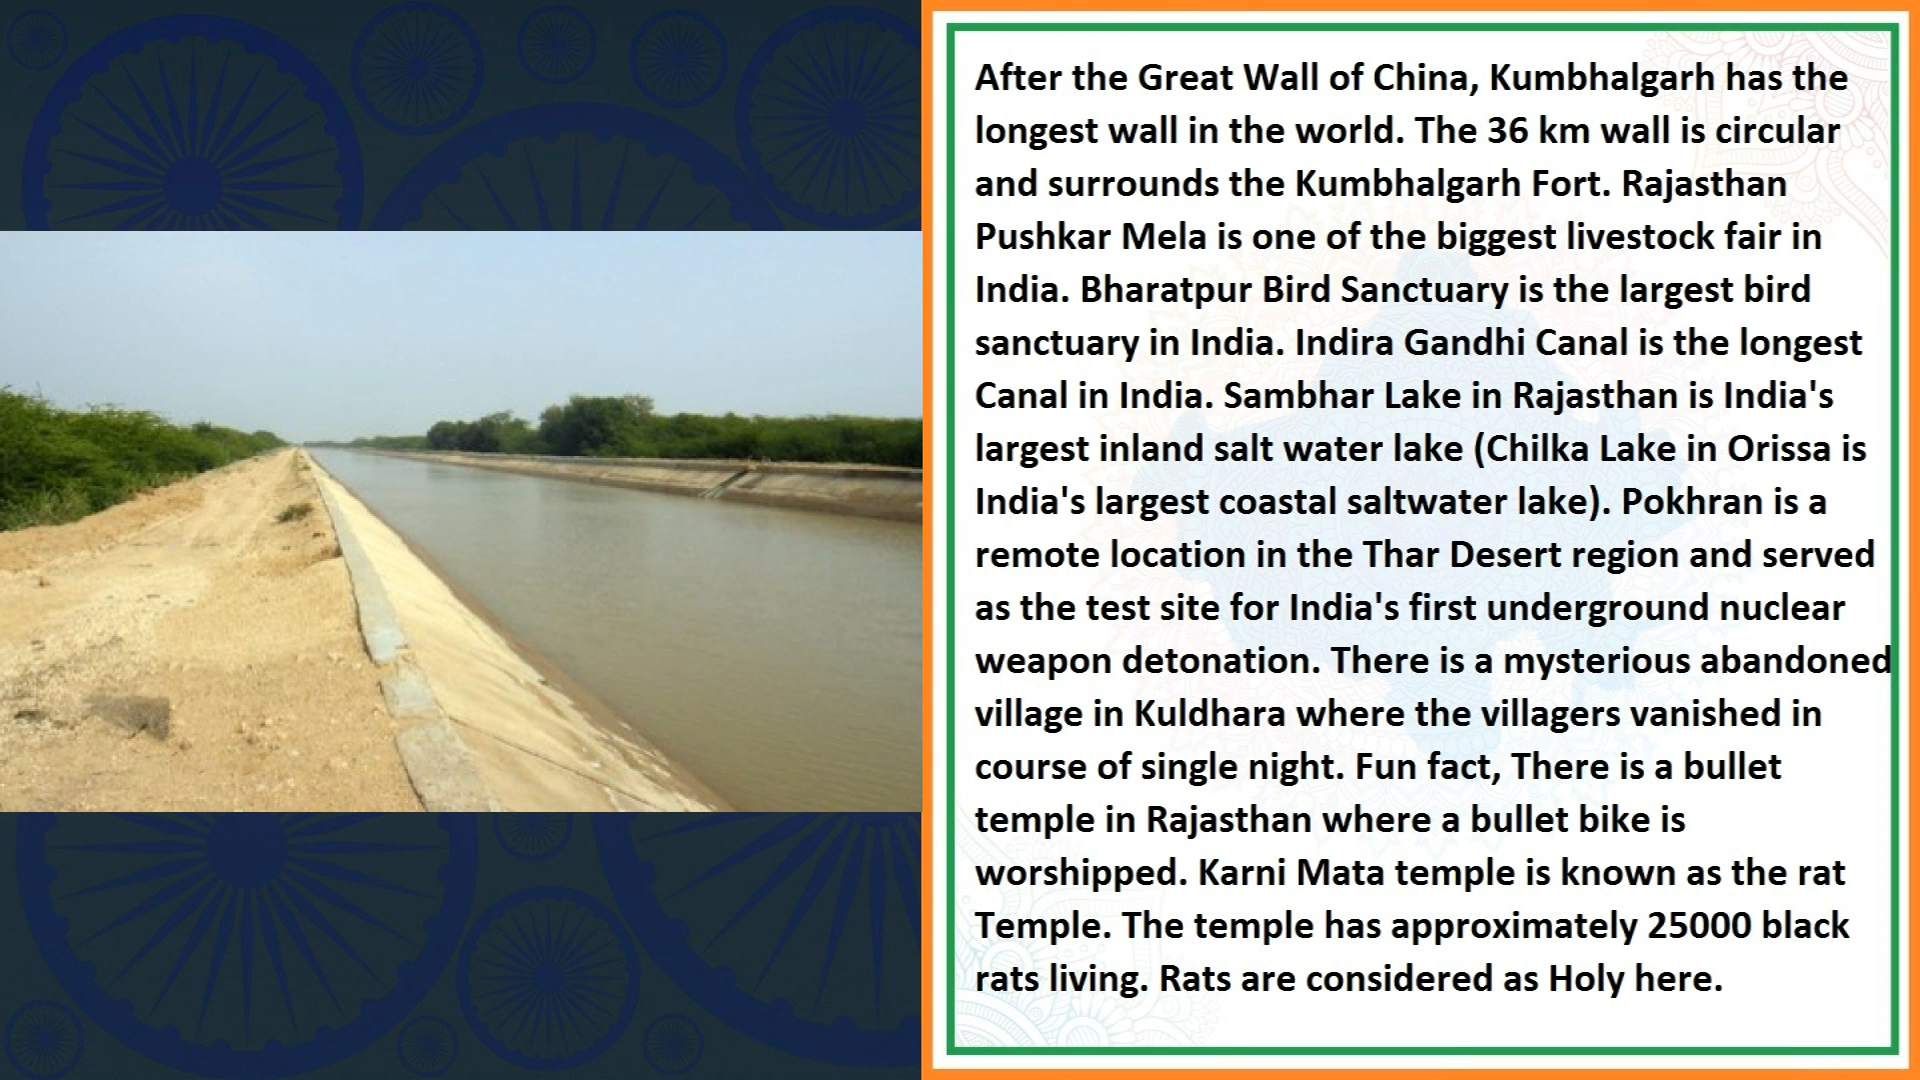 After the Great Wall of China, Kumbhalgarh has the
longest wall in the world. The 36 km wall is circular
and surrounds the Kumbhalgarh Fort. Rajasthan
Pushkar Mela is one of the biggest livestock fair in
India. Bharatpur Bird Sanctuary is the largest bird
sanctuary in India. Indira Gandhi Canal is the longest
Canal in India. Sambhar Lake in Rajasthan is India's
largest inland salt water lake (Chilka Lake in Orissa is
India's largest coastal saltwater lake). Pokhran is a
remote location in the Thar Desert region and served
as the test site for India's first underground nuclear
weapon detonation. There is a mysterious abandoned
village in Kuldhara where the villagers vanished in
course of single night. Fun fact, There is a bullet
temple in Rajasthan where a bullet bike is
worshipped. Karni Mata temple is known as the rat
Temple. The temple has approximately 25000 black
rats living. Rats are considered as Holy here.